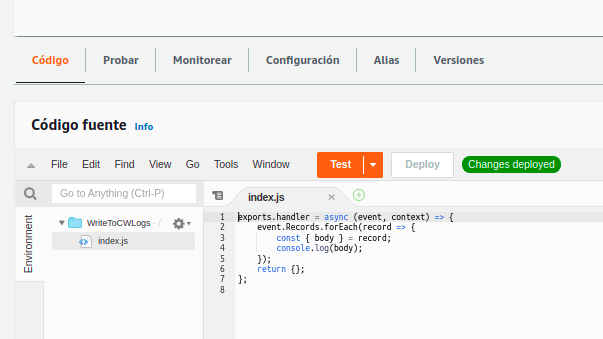 Código Probar Monitorear Configuración Alias Versiones
Código fuente Info
File Edit Find View Go Tools Window Test Deploy Changes deployed
Go to Anything (Ctrl-P)
index.js
Environment
WriteToCWLogs - /
index.js
1 exports.handler = async (event, context) => {
2 event.Records.forEach(record => {
3 const { body } = record;
4 console.log(body);
5 });
6 return {};
7 };
8